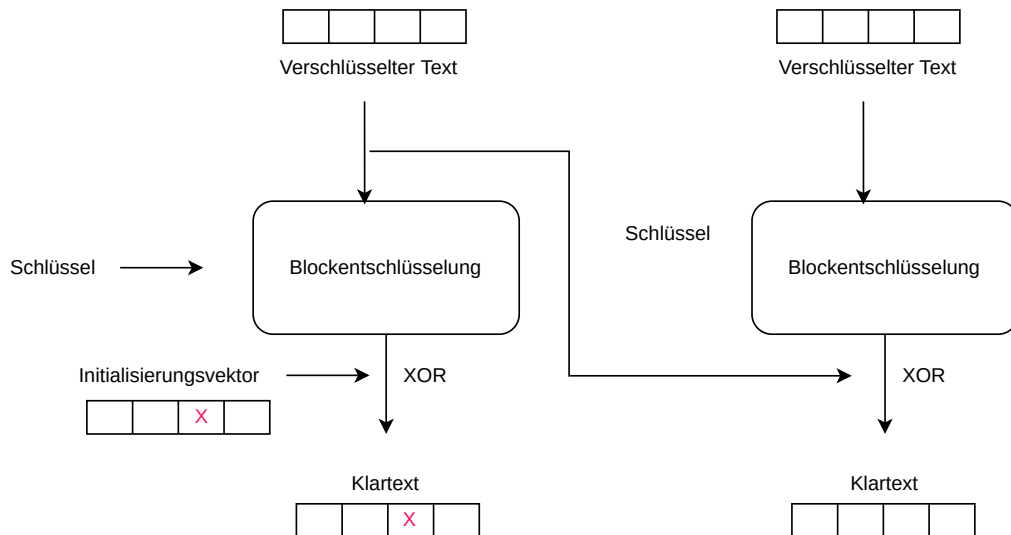 Verschlüsselter Text
Verschlüsselter Text
Schlüssel
Schlüssel
Blockentschlüsselung
Blockentschlüsselung
Initialisierungsvektor
XOR
XOR
X
Klartext
Klartext
X